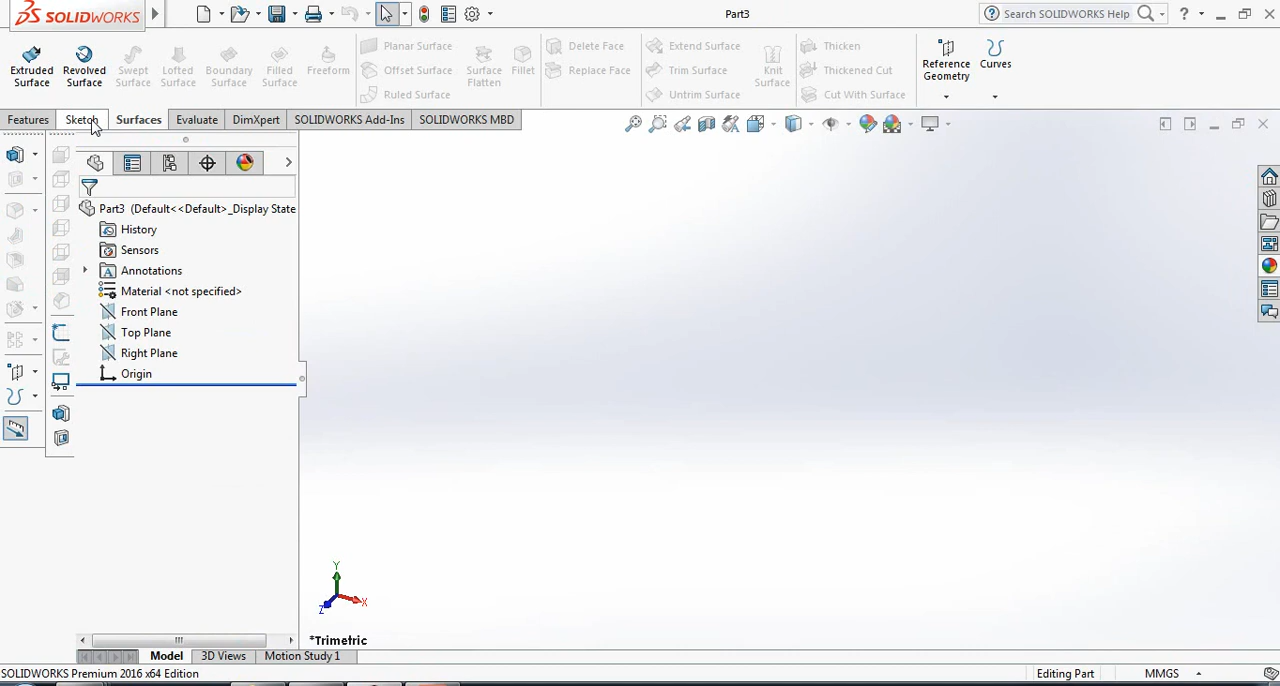 SOLIDWORKS
Part3
Search SOLIDWORKS Help
?
Extruded Surface
Revolved Surface
Swept Surface
Lofted Surface
Boundary Surface
Filled Surface
Freeform
Planar Surface
Offset Surface
Ruled Surface
Surface Flatten
Fillet
Delete Face
Replace Face
Extend Surface
Trim Surface
Untrim Surface
Knit Surface
Thicken
Thickened Cut
Cut With Surface
Reference Geometry
Curves
Features
Sketch
Surfaces
Evaluate
DimXpert
SOLIDWORKS Add-Ins
SOLIDWORKS MBD
Part3 (Default<<Default>_Display State
History
Sensors
Annotations
Material <not specified>
Front Plane
Top Plane
Right Plane
Origin
Y
X
Z
*Trimetric
Model
3D Views
Motion Study 1
SOLIDWORKS Premium 2016 x64 Edition
Editing Part
MMGS